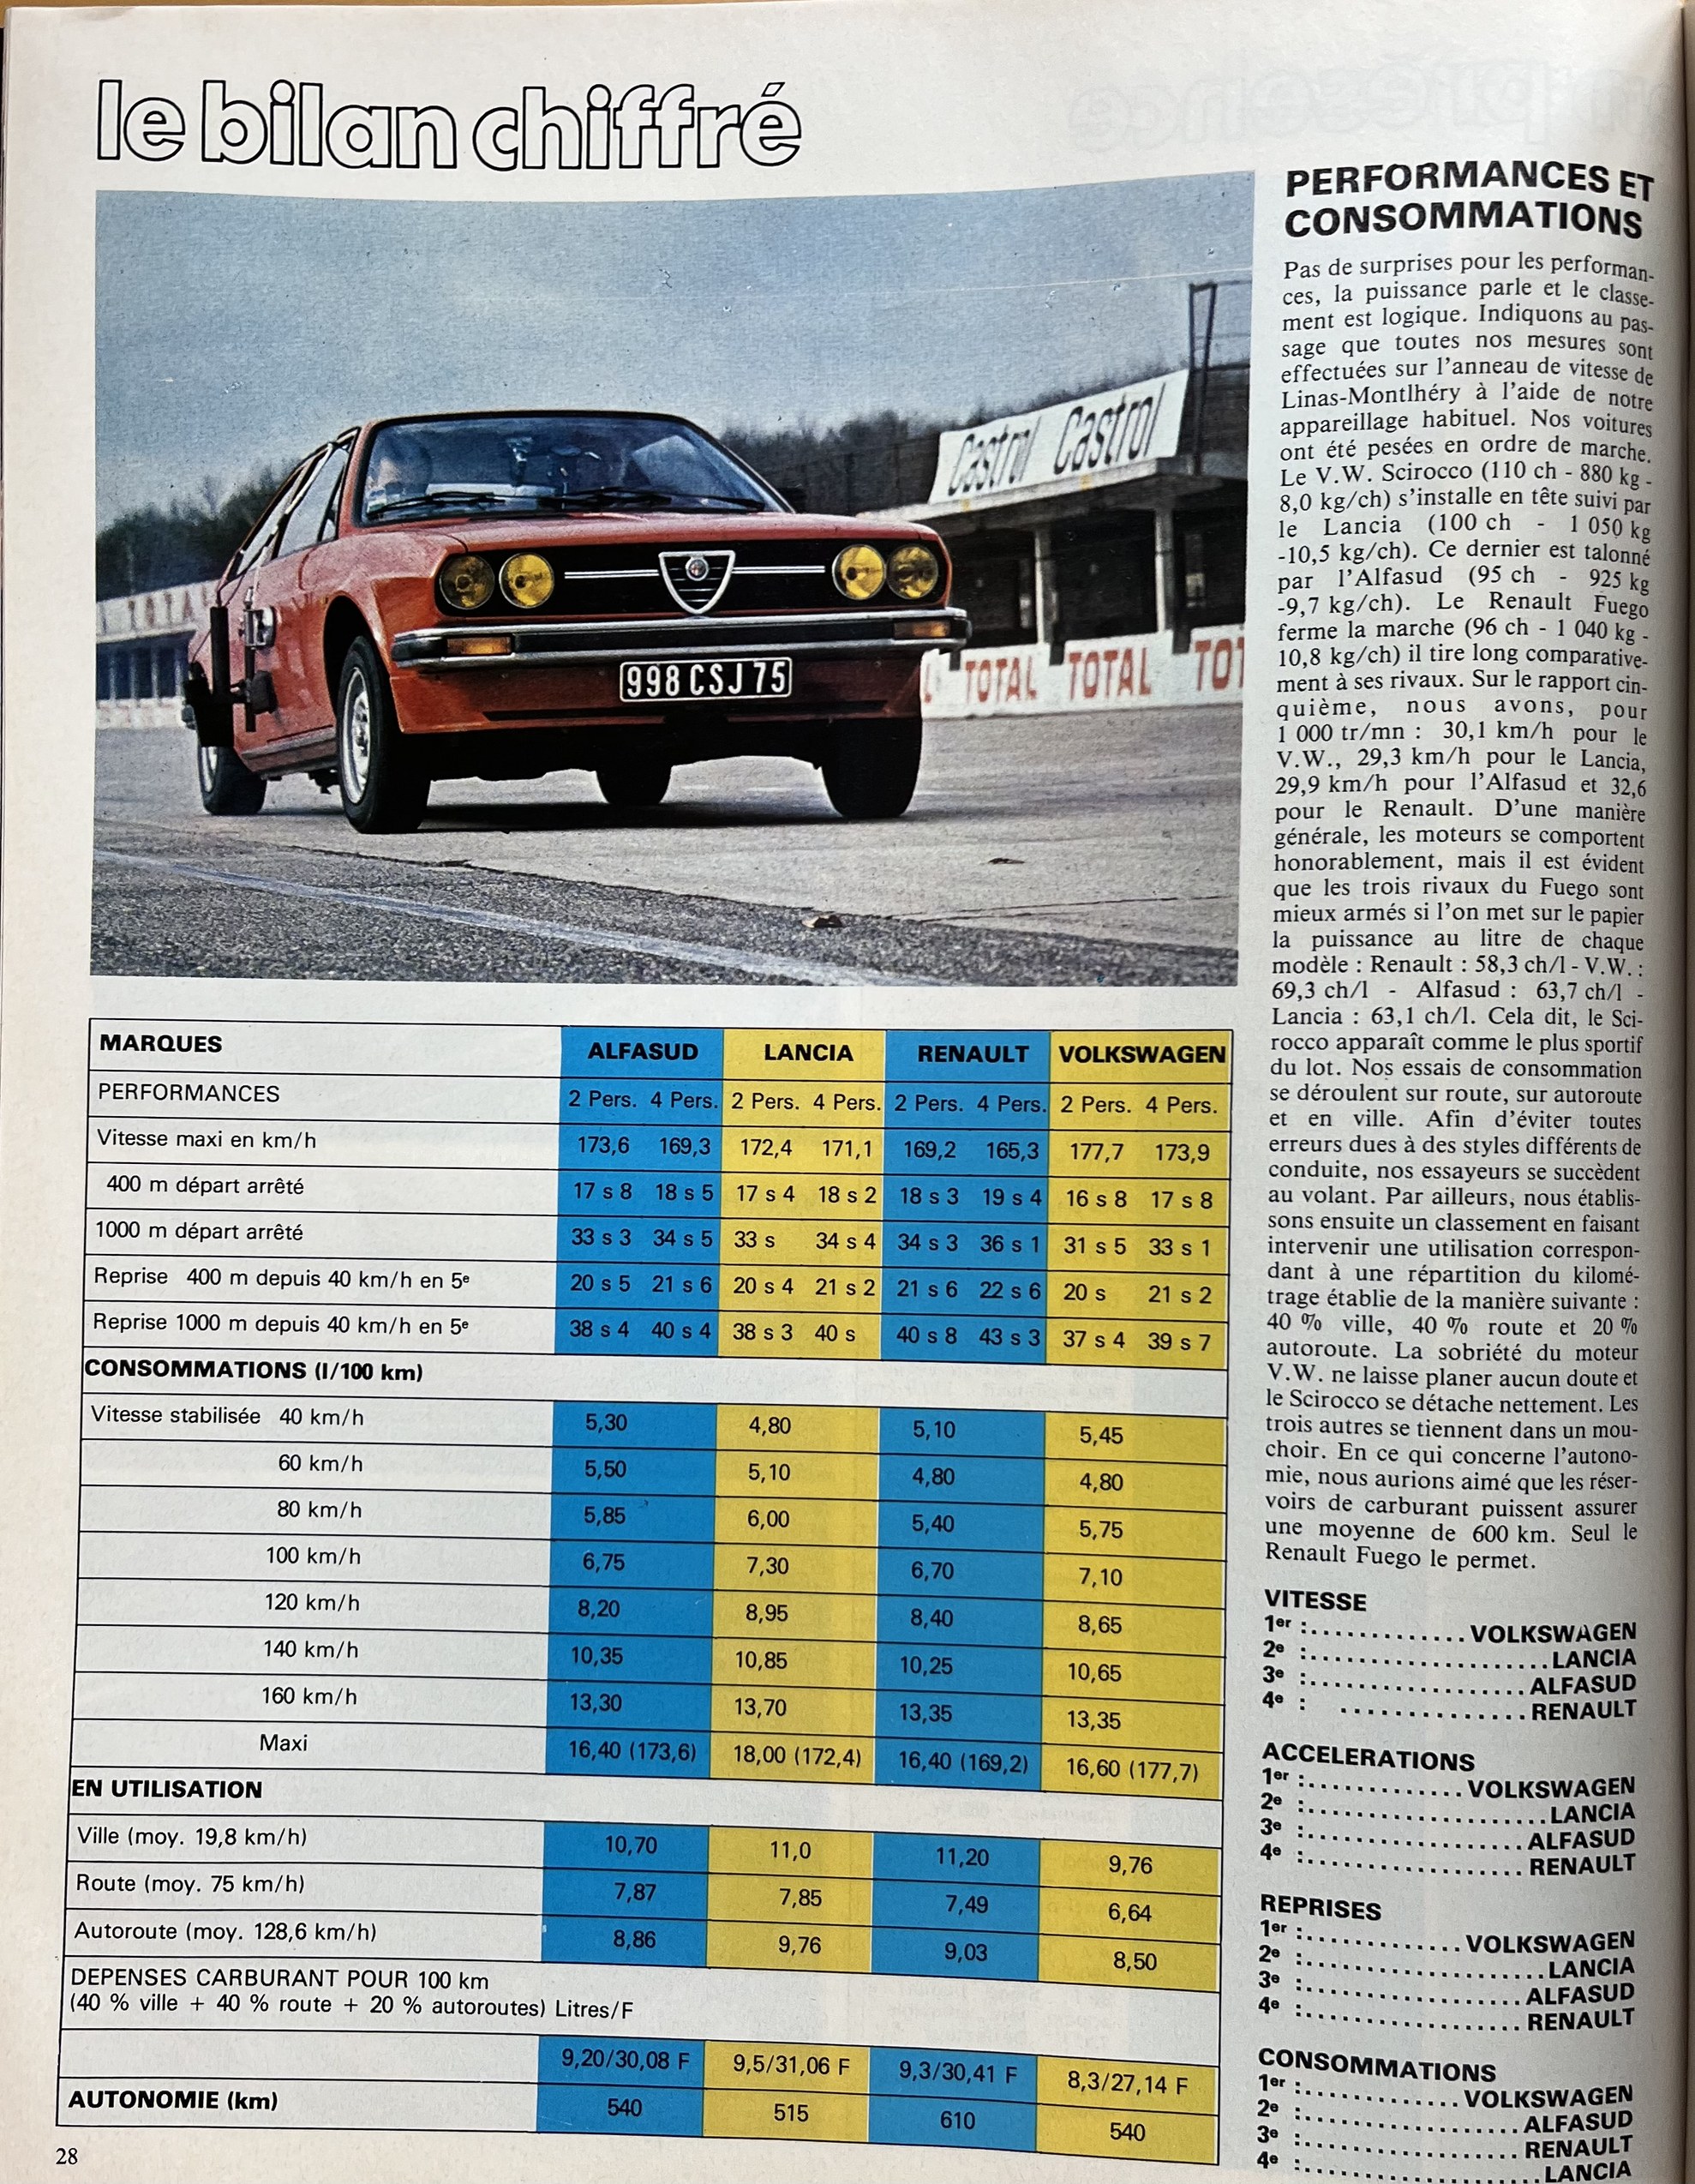 le bilan chiffré
Castrol Castrol
TOTAL
TOTAL TOTAL TOT
998 CSJ 75
MARQUES ALFASUD LANCIA RENAULT VOLKSWAGEN
PERFORMANCES 2 Pers. 4 Pers. 2 Pers. 4 Pers. 2 Pers. 4 Pers. 2 Pers. 4 Pers.
Vitesse maxi en km/h 173,6 169,3 172,4 171,1 169,2 165,3 177,7 173,9
400 m départ arrêté 17 s 8 18 s 5 17 s 4 18 s 2 18 s 3 19 s 4 16 s 8 17 s 8
1000 m départ arrêté 33 s 3 34 s 5 33 s 34 s 4 34 s 3 36 s 1 31 s 5 33 s 1
Reprise 400 m depuis 40 km/h en 5e 20 s 5 21 s 6 20 s 4 21 s 2 21 s 6 22 s 6 20 s 21 s 2
Reprise 1000 m depuis 40 km/h en 5e 38 s 4 40 s 4 38 s 3 40 s 40 s 8 43 s 3 37 s 4 39 s 7
CONSOMMATIONS (l/100 km)
Vitesse stabilisée 40 km/h 5,30 4,80 5,10 5,45
60 km/h 5,50 5,10 4,80 4,80
80 km/h 5,85 6,00 5,40 5,75
100 km/h 6,75 7,30 6,70 7,10
120 km/h 8,20 8,95 8,40 8,65
140 km/h 10,35 10,85 10,25 10,65
160 km/h 13,30 13,70 13,35 13,35
Maxi 16,40 (173,6) 18,00 (172,4) 16,40 (169,2) 16,60 (177,7)
EN UTILISATION
Ville (moy. 19,8 km/h) 10,70 11,0 11,20 9,76
Route (moy. 75 km/h) 7,87 7,85 7,49 6,64
Autoroute (moy. 128,6 km/h) 8,86 9,76 9,03 8,50
DEPENSES CARBURANT POUR 100 km
(40 % ville + 40 % route + 20 % autoroutes) Litres/F
9,20/30,08 F 9,5/31,06 F 9,3/30,41 F 8,3/27,14 F
AUTONOMIE (km) 540 515 610 540
28
PERFORMANCES ET
CONSOMMATIONS
Pas de surprises pour les performan-
ces, la puissance parle et le classe-
ment est logique. Indiquons au pas-
sage que toutes nos mesures sont
effectuées sur l'anneau de vitesse de
Linas-Montlhéry à l'aide de notre
appareillage habituel. Nos voitures
ont été pesées en ordre de marche.
Le V.W. Scirocco (110 ch - 880 kg -
8,0 kg/ch) s'installe en tête suivi par
le Lancia (100 ch - 1 050 kg
-10,5 kg/ch). Ce dernier est talonné
par l'Alfasud (95 ch - 925 kg
-9,7 kg/ch). Le Renault Fuego
ferme la marche (96 ch - 1 040 kg -
10,8 kg/ch) il tire long comparative-
ment à ses rivaux. Sur le rapport cin-
quième, nous avons, pour
1 000 tr/mn : 30,1 km/h pour le
V.W., 29,3 km/h pour le Lancia,
29,9 km/h pour l'Alfasud et 32,6
pour le Renault. D'une manière
générale, les moteurs se comportent
honorablement, mais il est évident
que les trois rivaux du Fuego sont
mieux armés si l'on met sur le papier
la puissance au litre de chaque
modèle : Renault : 58,3 ch/l - V.W. :
69,3 ch/l - Alfasud : 63,7 ch/l -
Lancia : 63,1 ch/l. Cela dit, le Sci-
rocco apparaît comme le plus sportif
du lot. Nos essais de consommation
se déroulent sur route, sur autoroute
et en ville. Afin d'éviter toutes
erreurs dues à des styles différents de
conduite, nos essayeurs se succèdent
au volant. Par ailleurs, nous établis-
sons ensuite un classement en faisant
intervenir une utilisation correspon-
dant à une répartition du kilomé-
trage établie de la manière suivante :
40 % ville, 40 % route et 20 %
autoroute. La sobriété du moteur
V.W. ne laisse planer aucun doute et
le Scirocco se détache nettement. Les
trois autres se tiennent dans un mou-
choir. En ce qui concerne l'autono-
mie, nous aurions aimé que les réser-
voirs de carburant puissent assurer
une moyenne de 600 km. Seul le
Renault Fuego le permet.
VITESSE
1er :.............VOLKSWAGEN
2e :....................LANCIA
3e :..................ALFASUD
4e : ...............RENAULT
ACCELERATIONS
1er :.............VOLKSWAGEN
2e :....................LANCIA
3e :..................ALFASUD
4e :..................RENAULT
REPRISES
1er :.............VOLKSWAGEN
2e :....................LANCIA
3e :..................ALFASUD
4e :..................RENAULT
CONSOMMATIONS
1er :.............VOLKSWAGEN
2e :..................ALFASUD
3e :..................RENAULT
4e :....................LANCIA